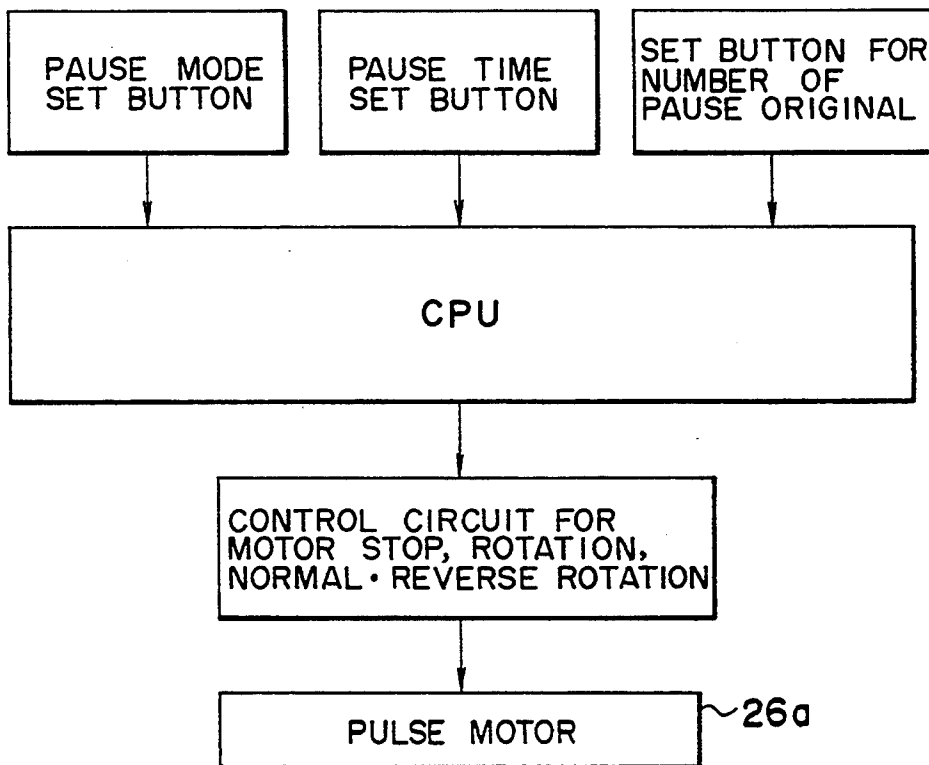 PAUSE MODE
SET BUTTON
PAUSE TIME
SET BUTTON
SET BUTTON FOR
NUMBER OF
PAUSE ORIGINAL
CPU
CONTROL CIRCUIT FOR
MOTOR STOP, ROTATION,
NORMAL・REVERSE ROTATION
PULSE MOTOR
26a